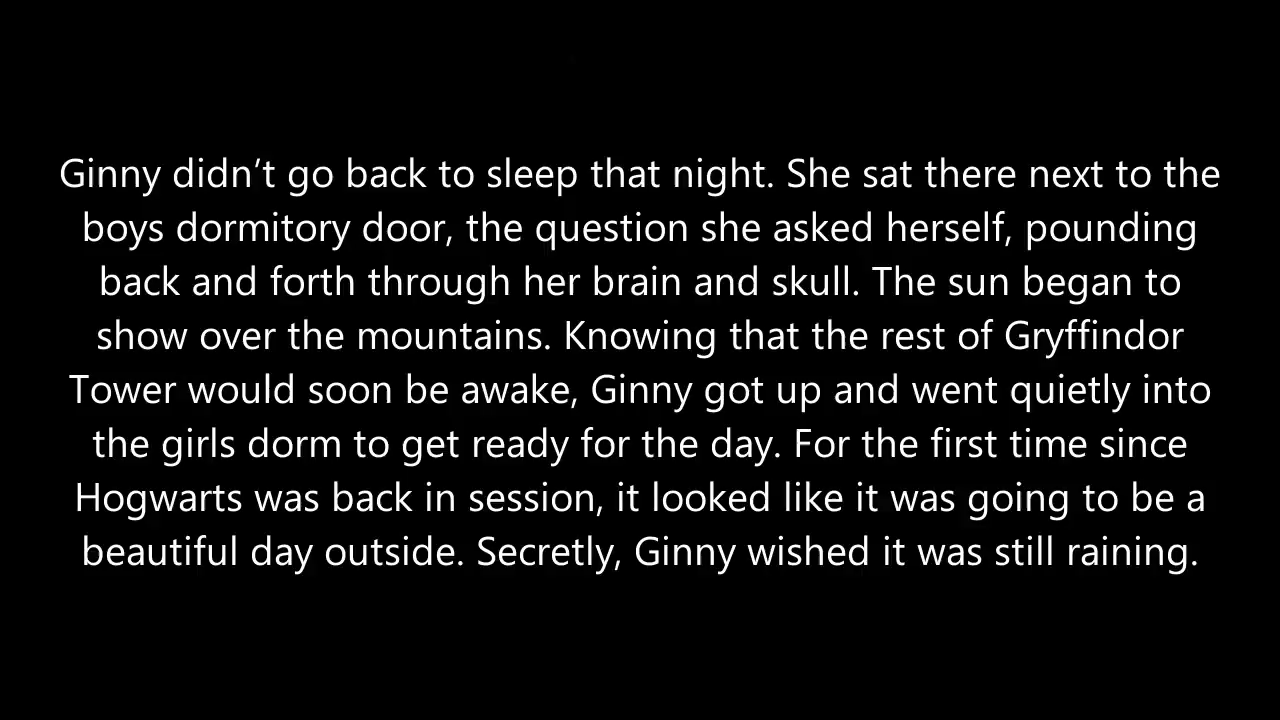 Ginny didn’t go back to sleep that night. She sat there next to the
boys dormitory door, the question she asked herself, pounding
back and forth through her brain and skull. The sun began to
show over the mountains. Knowing that the rest of Gryffindor
Tower would soon be awake, Ginny got up and went quietly into
the girls dorm to get ready for the day. For the first time since
Hogwarts was back in session, it looked like it was going to be a
beautiful day outside. Secretly, Ginny wished it was still raining.